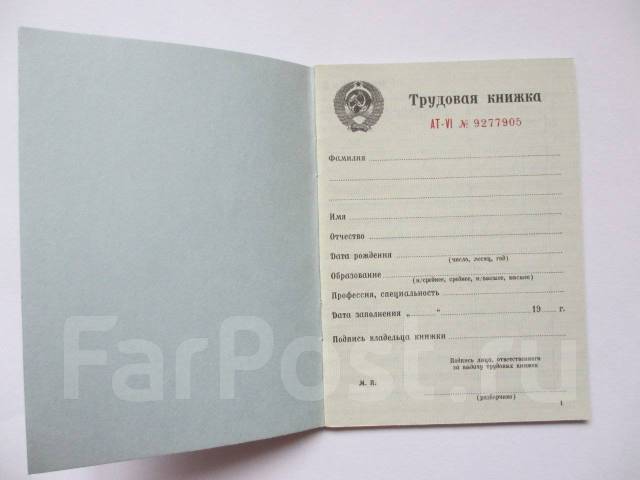 Трудовая книжка
АТ-VI № 9277905
Фамилия
Имя
Отчество
Дата рождения
(число, месяц, год)
Образование
(н/среднее, среднее, н/высшее, высшее)
Профессия, специальность
Дата заполнения „ “ 19 г.
Подпись владельца книжки
Подпись лица, ответственного
за выдачу трудовых книжек
М. П.
(разборчиво)
1
FarPost.ru